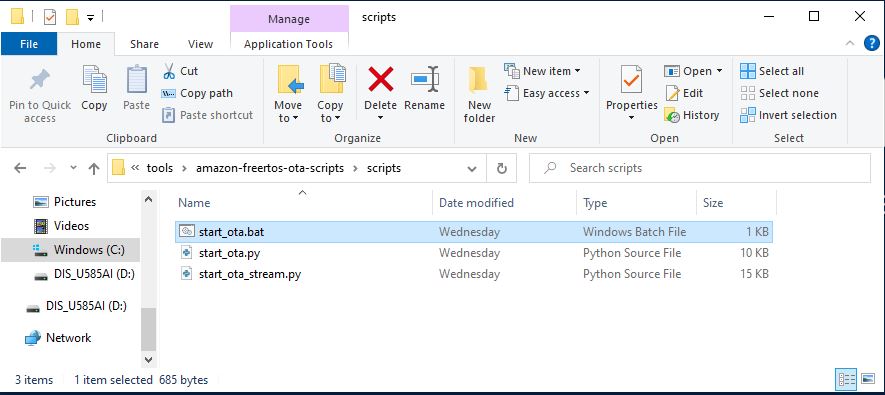 Manage
scripts
File
Home
Share
View
Application Tools
Pin to Quick
access
Copy
Paste
Cut
Copy path
Paste shortcut
Clipboard
Move
to
Copy
to
Delete
Rename
Organize
New
folder
New item
Easy access
New
Properties
Open
Edit
History
Open
Select all
Select none
Invert selection
Select
« tools › amazon-freertos-ota-scripts › scripts
Search scripts
Pictures
Videos
Windows (C:)
DIS_U585AI (D:)
DIS_U585AI (D:)
Network
Name Date modified Type Size
start_ota.bat Wednesday Windows Batch File 1 KB
start_ota.py Wednesday Python Source File 10 KB
start_ota_stream.py Wednesday Python Source File 15 KB
3 items 1 item selected 685 bytes